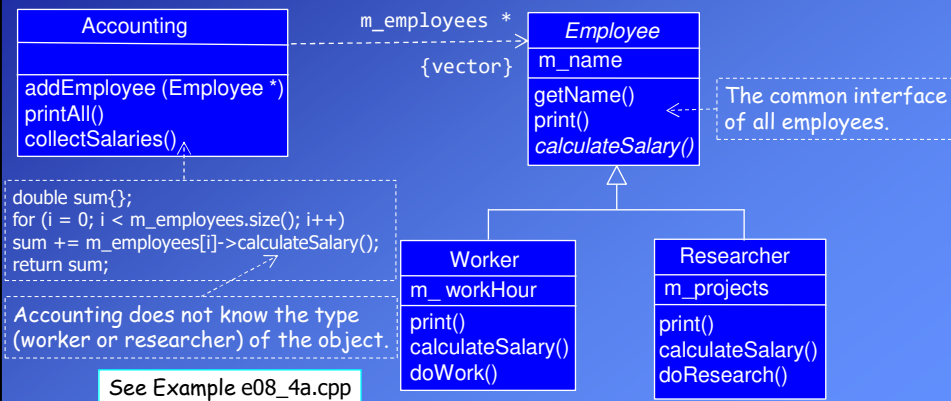 Accounting
addEmployee (Employee *)
printAll()
collectSalaries()
m_employees *
{vector}
Employee
m_name
getName()
print()
calculateSalary()
The common interface
of all employees.
double sum{};
for (i = 0; i < m_employees.size(); i++)
sum += m_employees[i]->calculateSalary();
return sum;
Accounting does not know the type
(worker or researcher) of the object.
Worker
m_ workHour
print()
calculateSalary()
doWork()
Researcher
m_projects
print()
calculateSalary()
doResearch()
See Example e08_4a.cpp